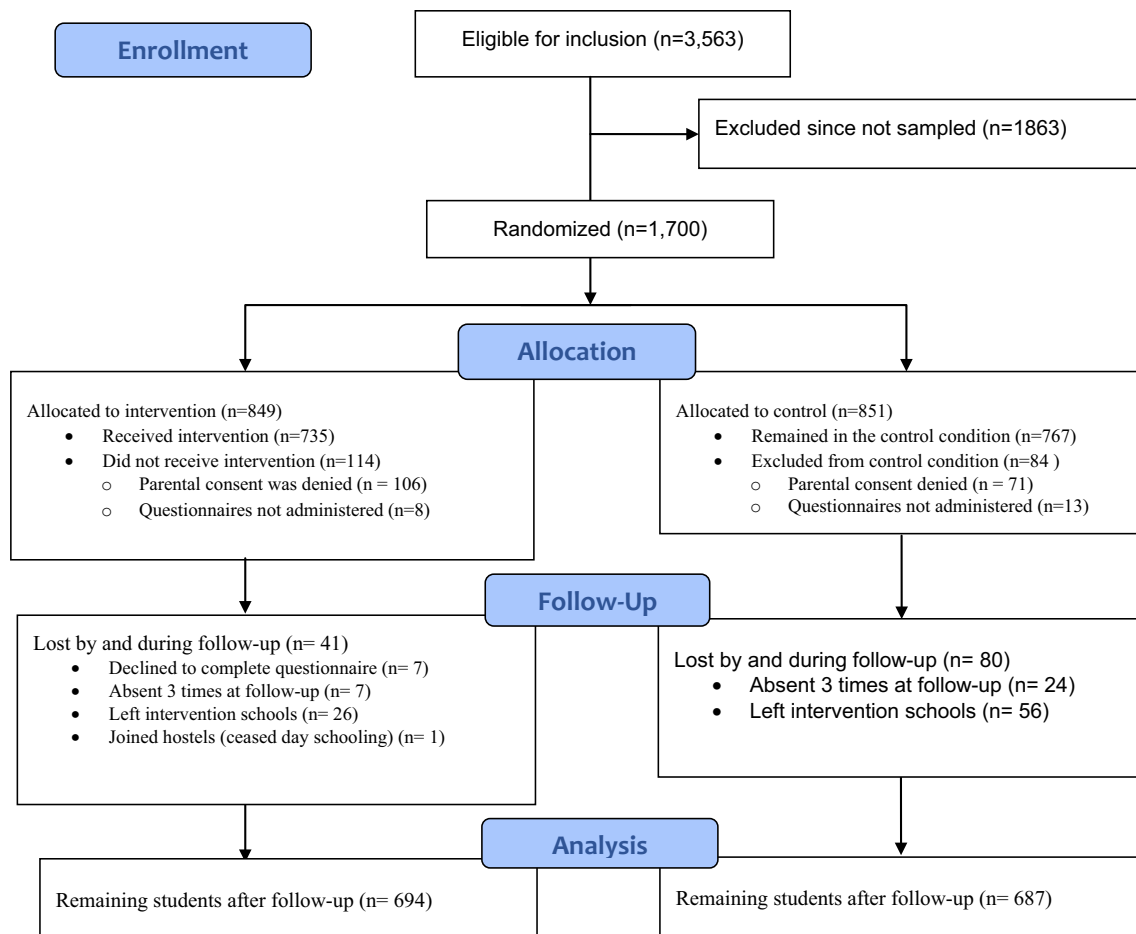 Enrollment
Eligible for inclusion (n=3,563)
Excluded since not sampled (n=1863)
Randomized (n=1,700)
Allocation
Allocated to intervention (n=849)
• Received intervention (n=735)
• Did not receive intervention (n=114)
o Parental consent was denied (n = 106)
o Questionnaires not administered (n=8)
Allocated to control (n=851)
• Remained in the control condition (n=767)
• Excluded from control condition (n=84 )
o Parental consent denied (n = 71)
o Questionnaires not administered (n=13)
Follow-Up
Lost by and during follow-up (n= 41)
• Declined to complete questionnaire (n= 7)
• Absent 3 times at follow-up (n= 7)
• Left intervention schools (n= 26)
• Joined hostels (ceased day schooling) (n= 1)
Lost by and during follow-up (n= 80)
• Absent 3 times at follow-up (n= 24)
• Left intervention schools (n= 56)
Analysis
Remaining students after follow-up (n= 694)
Remaining students after follow-up (n= 687)